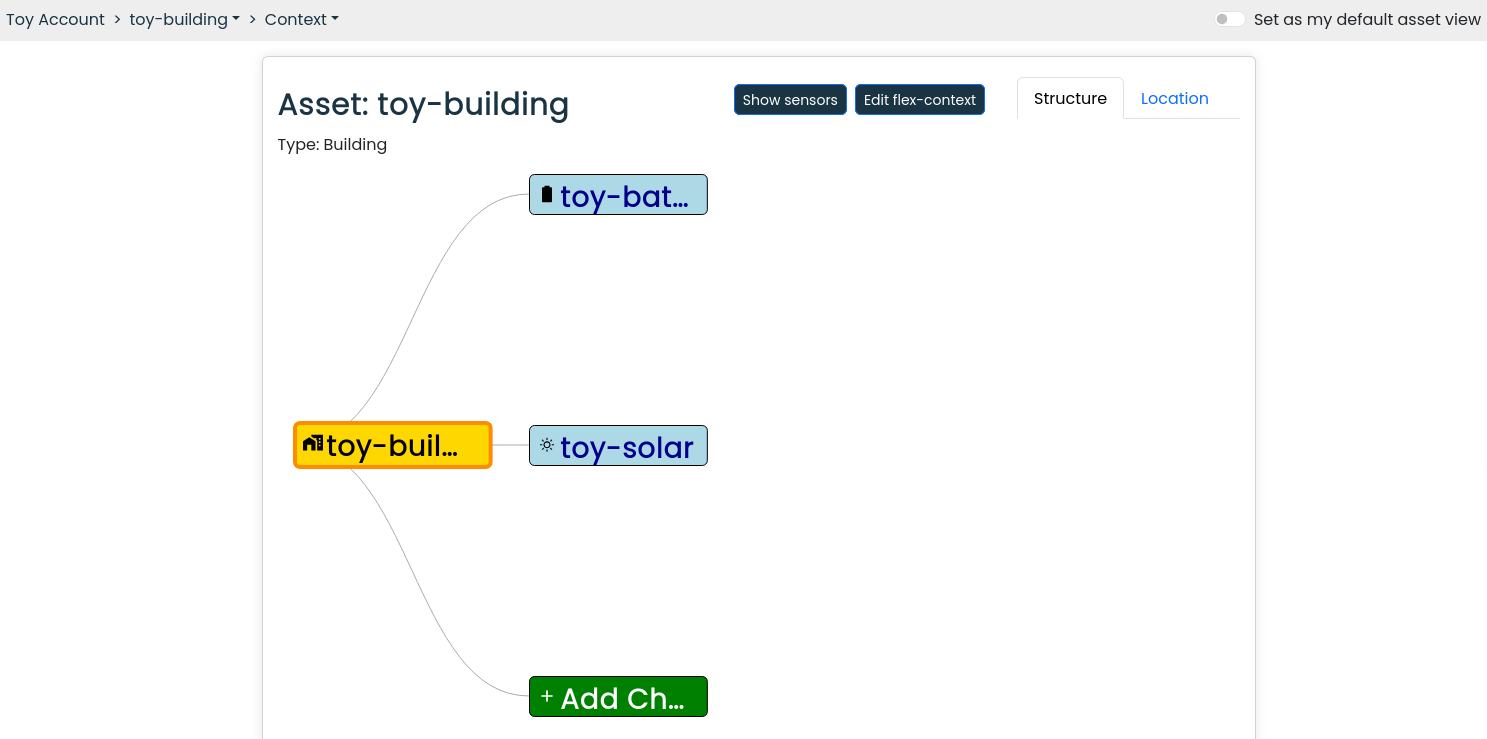 Toy Account > toy-building > Context
Set as my default asset view
Asset: toy-building
Show sensors
Edit flex-context
Structure
Location
Type: Building
toy-bat...
toy-buil...
toy-solar
+ Add Ch...